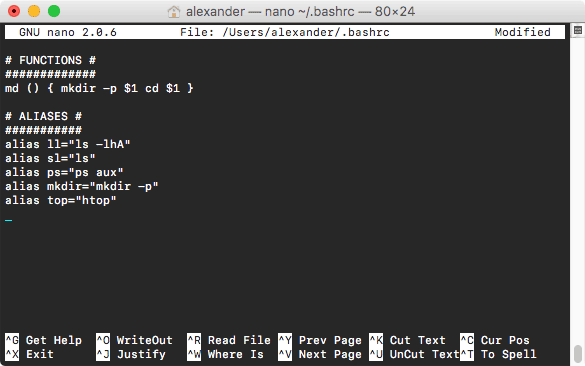 alexander — nano ~/.bashrc — 80×24
GNU nano 2.0.6 File: /Users/alexander/.bashrc Modified
# FUNCTIONS #
#############
md () { mkdir -p $1 cd $1 }
# ALIASES #
###########
alias ll="ls -lhA"
alias sl="ls"
alias ps="ps aux"
alias mkdir="mkdir -p"
alias top="htop"
^G Get Help ^O WriteOut ^R Read File ^Y Prev Page ^K Cut Text ^C Cur Pos
^X Exit ^J Justify ^W Where Is ^V Next Page ^U UnCut Text ^T To Spell